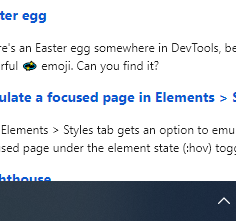 ter egg
re's an Easter egg somewhere in DevTools, be
rful emoji. Can you find it?
ulate a focused page in Elements > S
Elements > Styles tab gets an option to emu
sed page under the element state (:hov) togg
hthouse